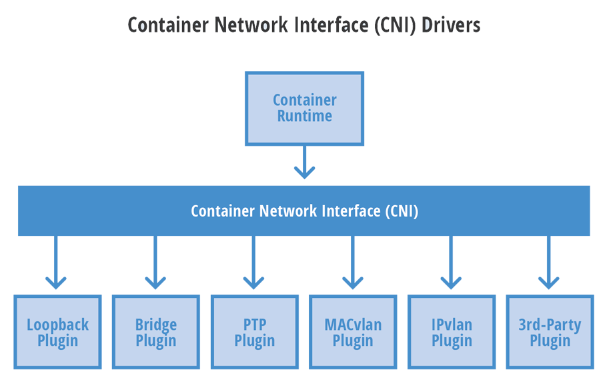 Container Network Interface (CNI) Drivers
Container
Runtime
Container Network Interface (CNI)
Loopback
Plugin
Bridge
Plugin
PTP
Plugin
MACvlan
Plugin
IPvlan
Plugin
3rd-Party
Plugin